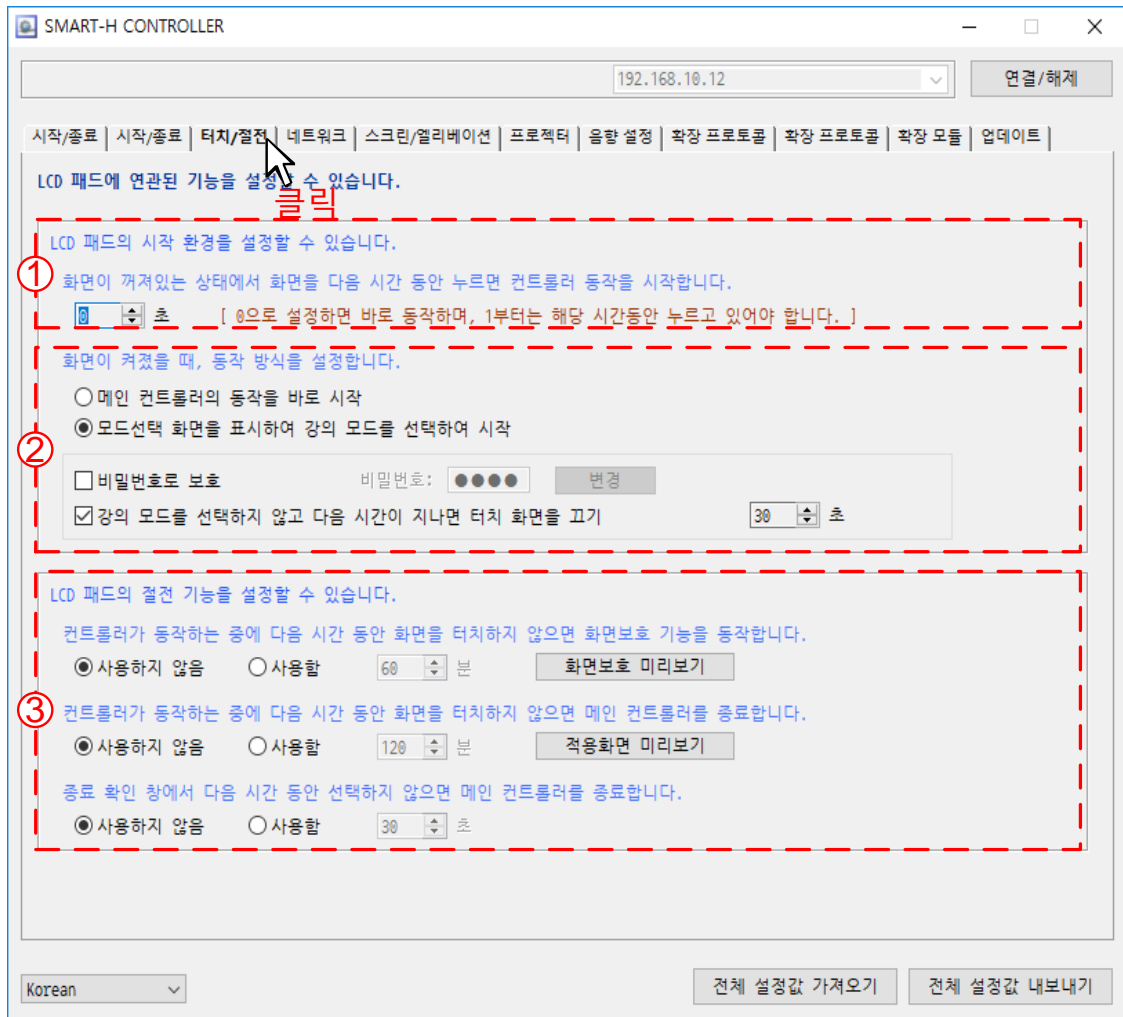 SMART-H CONTROLLER
192.168.10.12
연결/해제
시작/종료 시작/종료 터치/절전 네트워크 스크린/엘리베이션 프로젝터 음향 설정 확장 프로토콜 확장 프로토콜 확장 모듈 업데이트
LCD 패드에 연관된 기능을 설정할 수 있습니다.
클릭
LCD 패드의 시작 환경을 설정할 수 있습니다.
①
화면이 꺼져있는 상태에서 화면을 다음 시간 동안 누르면 컨트롤러 동작을 시작합니다.
0 초 [ 0으로 설정하면 바로 동작하며, 1부터는 해당 시간동안 누르고 있어야 합니다. ]
화면이 켜졌을 때, 동작 방식을 설정합니다.
메인 컨트롤러의 동작을 바로 시작
모드선택 화면을 표시하여 강의 모드를 선택하여 시작
②
비밀번호로 보호 비밀번호: ●●●● 변경
강의 모드를 선택하지 않고 다음 시간이 지나면 터치 화면을 끄기 30 초
LCD 패드의 절전 기능을 설정할 수 있습니다.
컨트롤러가 동작하는 중에 다음 시간 동안 화면을 터치하지 않으면 화면보호 기능을 동작합니다.
사용하지 않음 사용함 60 분 화면보호 미리보기
③
컨트롤러가 동작하는 중에 다음 시간 동안 화면을 터치하지 않으면 메인 컨트롤러를 종료합니다.
사용하지 않음 사용함 120 분 적용화면 미리보기
종료 확인 창에서 다음 시간 동안 선택하지 않으면 메인 컨트롤러를 종료합니다.
사용하지 않음 사용함 30 초
Korean
전체 설정값 가져오기
전체 설정값 내보내기